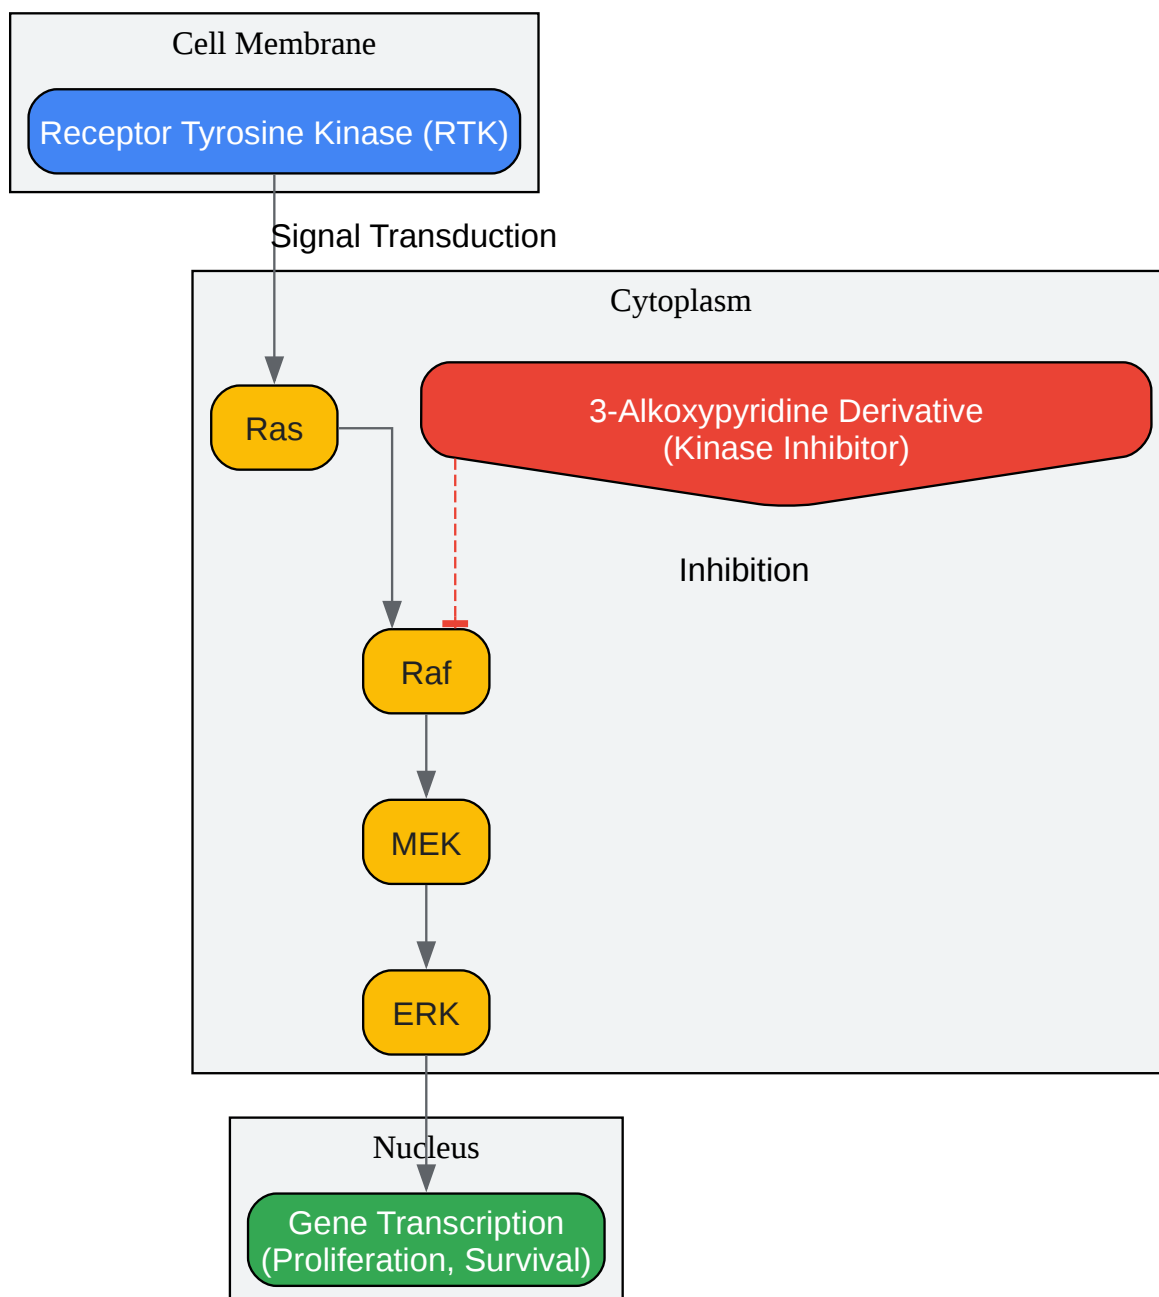 Cell Membrane
Receptor Tyrosine Kinase (RTK)
Signal Transduction
Cytoplasm
3-Alkoxypyridine Derivative
(Kinase Inhibitor)
Ras
Inhibition
Raf
MEK
ERK
Nucleus
Gene Transcription
(Proliferation, Survival)